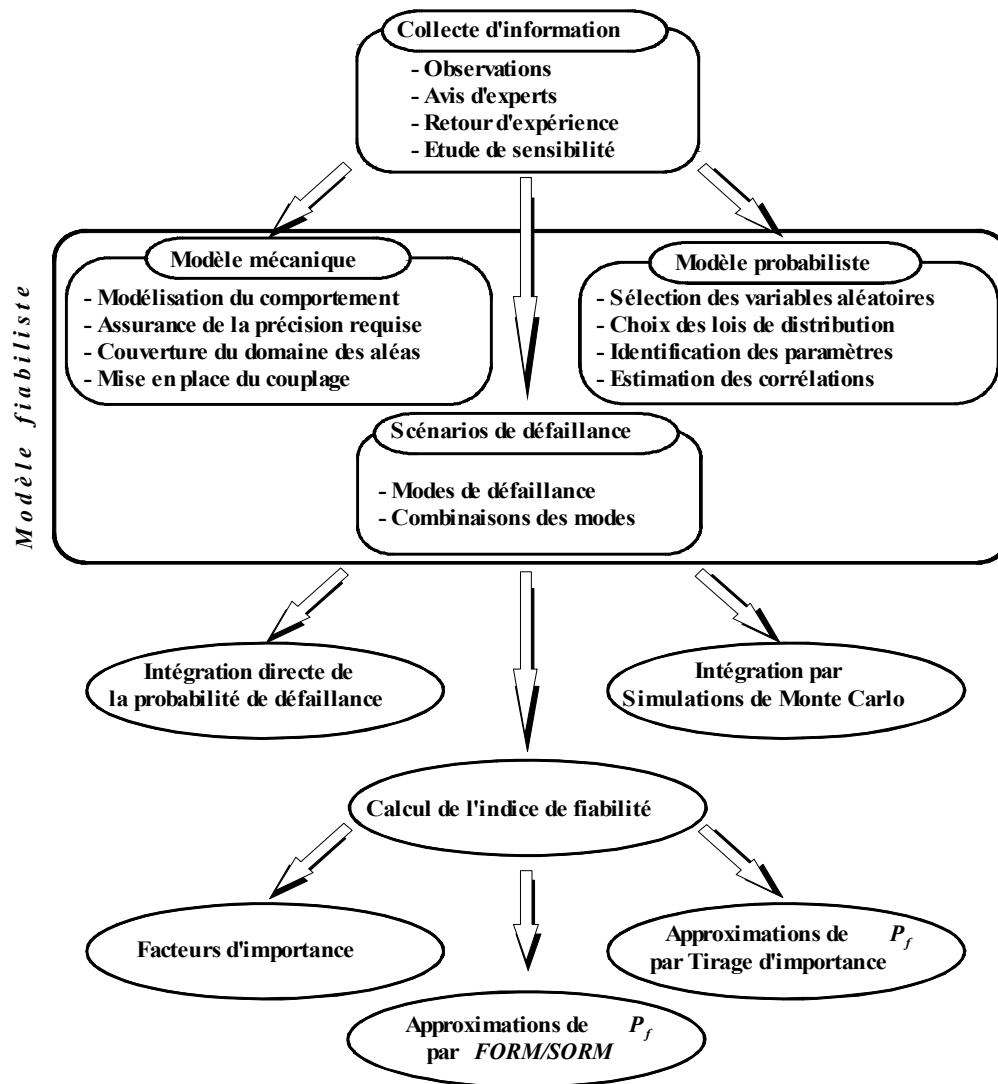 Collecte d'information
- Observations
- Avis d'experts
- Retour d'expérience
- Etude de sensibilité
Modèle fiabiliste
Modèle mécanique
- Modélisation du comportement
- Assurance de la précision requise
- Couverture du domaine des aléas
- Mise en place du couplage
Modèle probabiliste
- Sélection des variables aléatoires
- Choix des lois de distribution
- Identification des paramètres
- Estimation des corrélations
Scénarios de défaillance
- Modes de défaillance
- Combinaisons des modes
Intégration directe de
la probabilité de défaillance
Intégration par
Simulations de Monte Carlo
Calcul de l'indice de fiabilité
Facteurs d'importance
Approximations de P_f
par Tirage d'importance
Approximations de P_f
par FORM/SORM